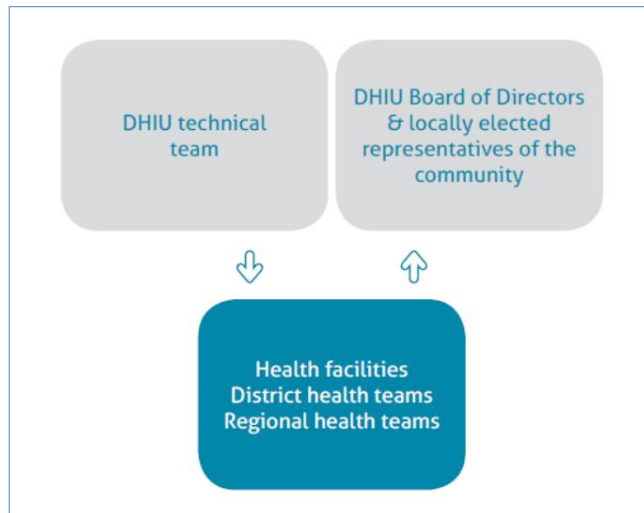 DHIU technical
team
DHIU Board of Directors
& locally elected
representatives of the
community
Health facilities
District health teams
Regional health teams